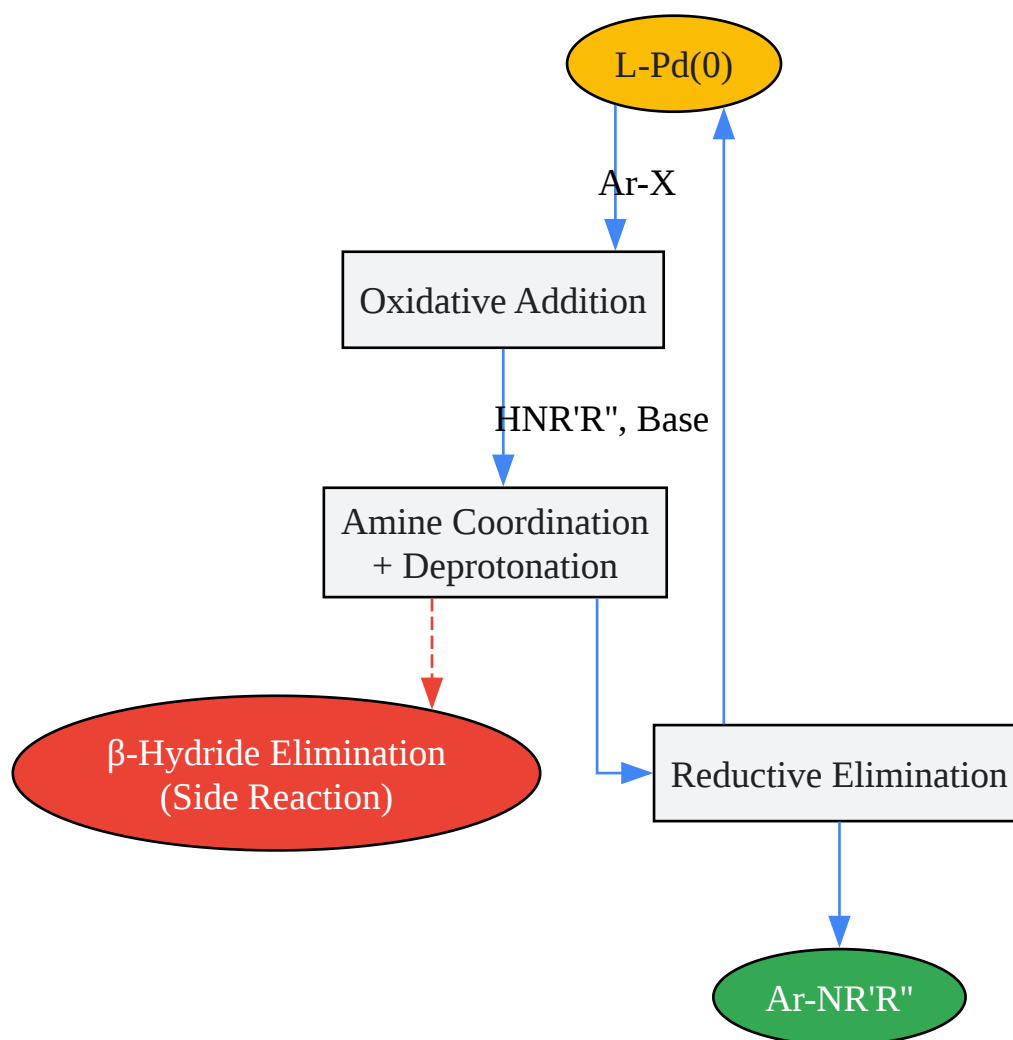 L-Pd(0)
Ar-X
Oxidative Addition
HNR'R", Base
Amine Coordination
+ Deprotonation
β-Hydride Elimination
(Side Reaction)
Reductive Elimination
Ar-NR'R"